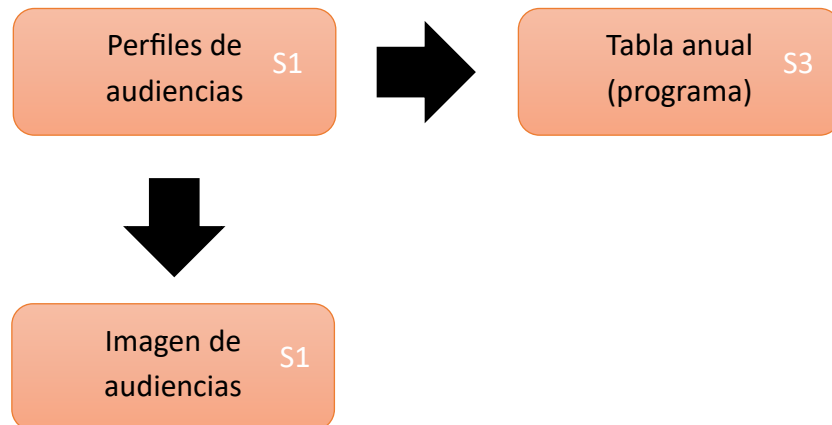 Perfiles de
audiencias
S1
Tabla anual
(programa)
S3
Imagen de
audiencias
S1